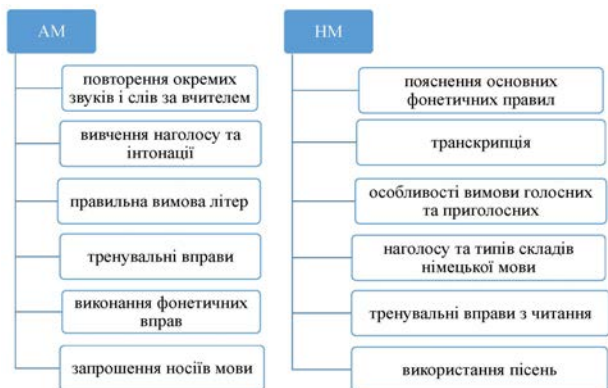 АМ
повторення окремих
звуків і слів за вчителем
вивчення наголосу та
інтонації
правильна вимова літер
тренувальні вправи
виконання фонетичних
вправ
запрошення носіїв мови
НМ
пояснення основних
фонетичних правил
транскрипція
особливості вимови голосних
та приголосних
наголосу та типів складів
німецької мови
тренувальні вправи з читання
використання пісень